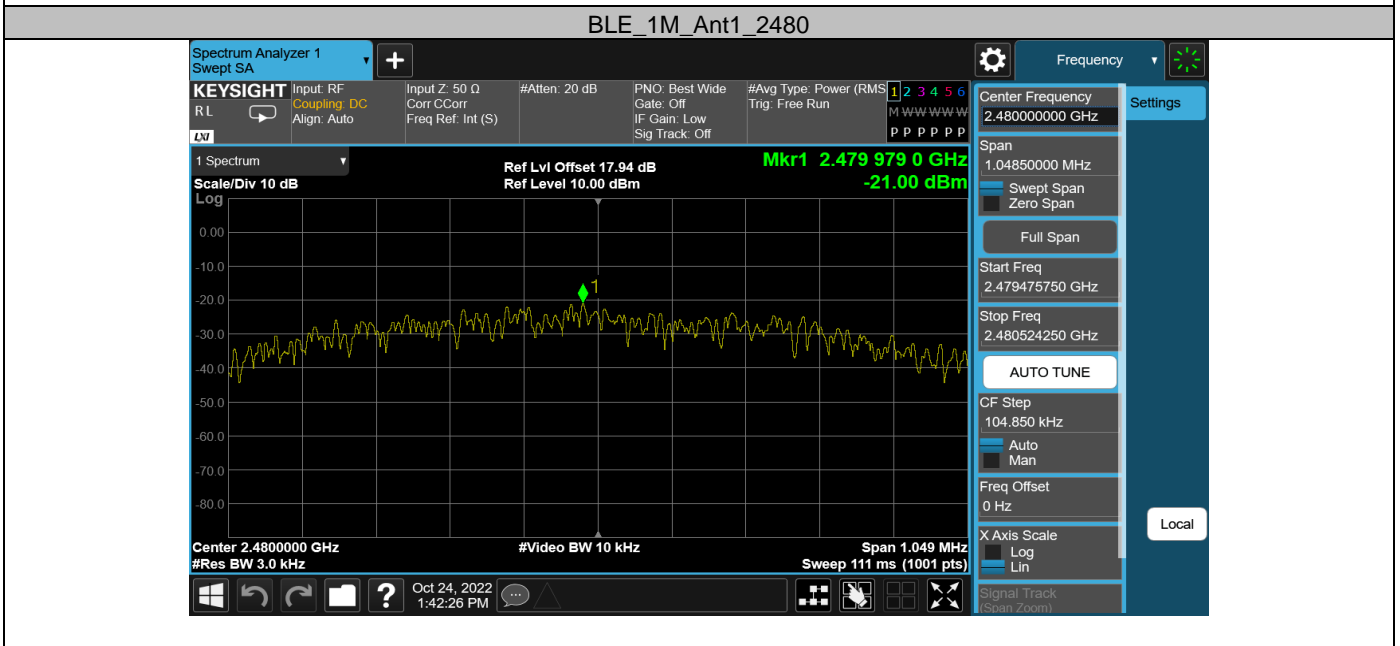 BLE_1M_Ant1_2480
Spectrum Analyzer 1
Swept SA
Frequency
KEYSIGHT
RL
LXI
Input: RF
Coupling: DC
Align: Auto
Input Z: 50 Ω
Corr CCorr
Freq Ref: Int (S)
#Atten: 20 dB
PNO: Best Wide
Gate: Off
IF Gain: Low
Sig Track: Off
#Avg Type: Power (RMS
Trig: Free Run
1 2 3 4 5 6
M W W W W W
P P P P P P
1 Spectrum
Scale/Div 10 dB
Ref Lvl Offset 17.94 dB
Ref Level 10.00 dBm
Mkr1 2.479 979 0 GHz
-21.00 dBm
Log
0.00
-10.0
-20.0
-30.0
-40.0
-50.0
-60.0
-70.0
-80.0
1
Center 2.4800000 GHz
#Res BW 3.0 kHz
#Video BW 10 kHz
Span 1.049 MHz
Sweep 111 ms (1001 pts)
Oct 24, 2022
1:42:26 PM
Center Frequency
2.480000000 GHz
Span
1.04850000 MHz
Swept Span
Zero Span
Full Span
Start Freq
2.479475750 GHz
Stop Freq
2.480524250 GHz
AUTO TUNE
CF Step
104.850 kHz
Auto
Man
Freq Offset
0 Hz
X Axis Scale
Log
Lin
Signal Track
(Span Zoom)
Settings
Local